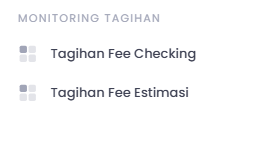 MONITORING TAGIHAN
Tagihan Fee Checking
Tagihan Fee Estimasi